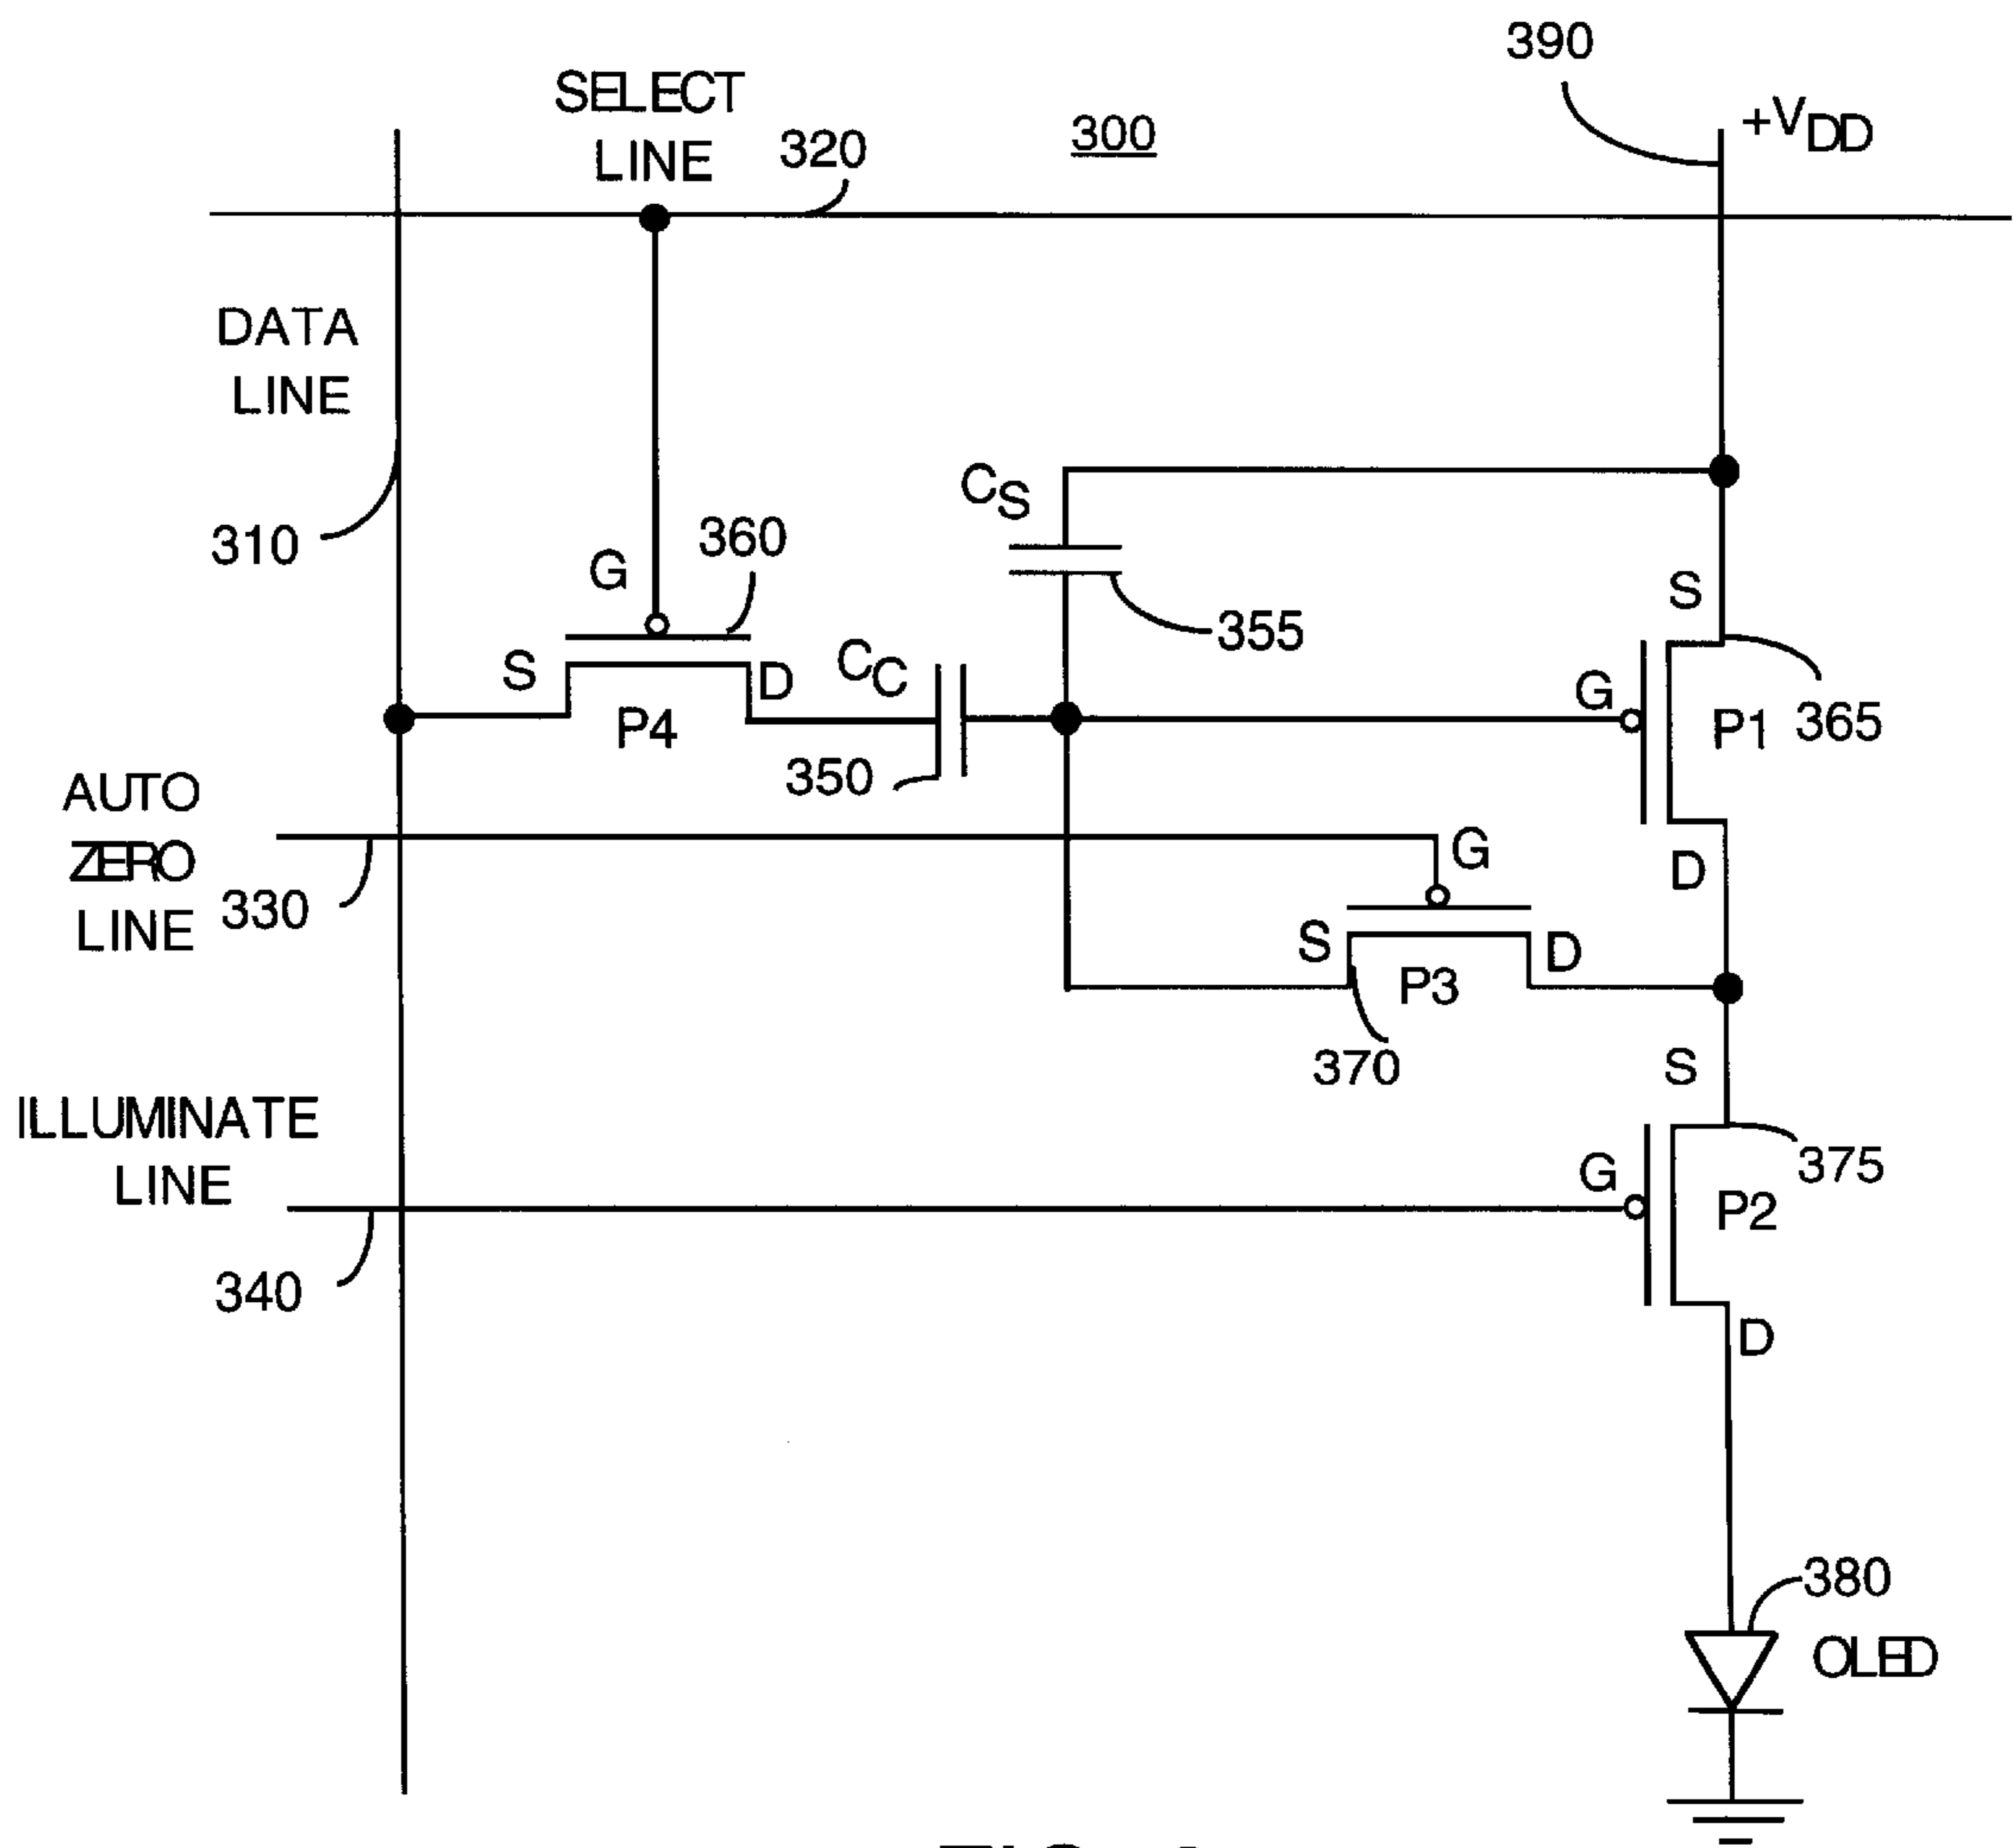 390
SELECT
LINE
320
300
+VDD
DATA
LINE
310
CS
G
360
S
355
S
D
CC
P4
350
G
P1
365
AUTO
ZERO
LINE
330
G
D
S
D
P3
370
S
ILLUMINATE
LINE
375
G
P2
340
D
380
OLED